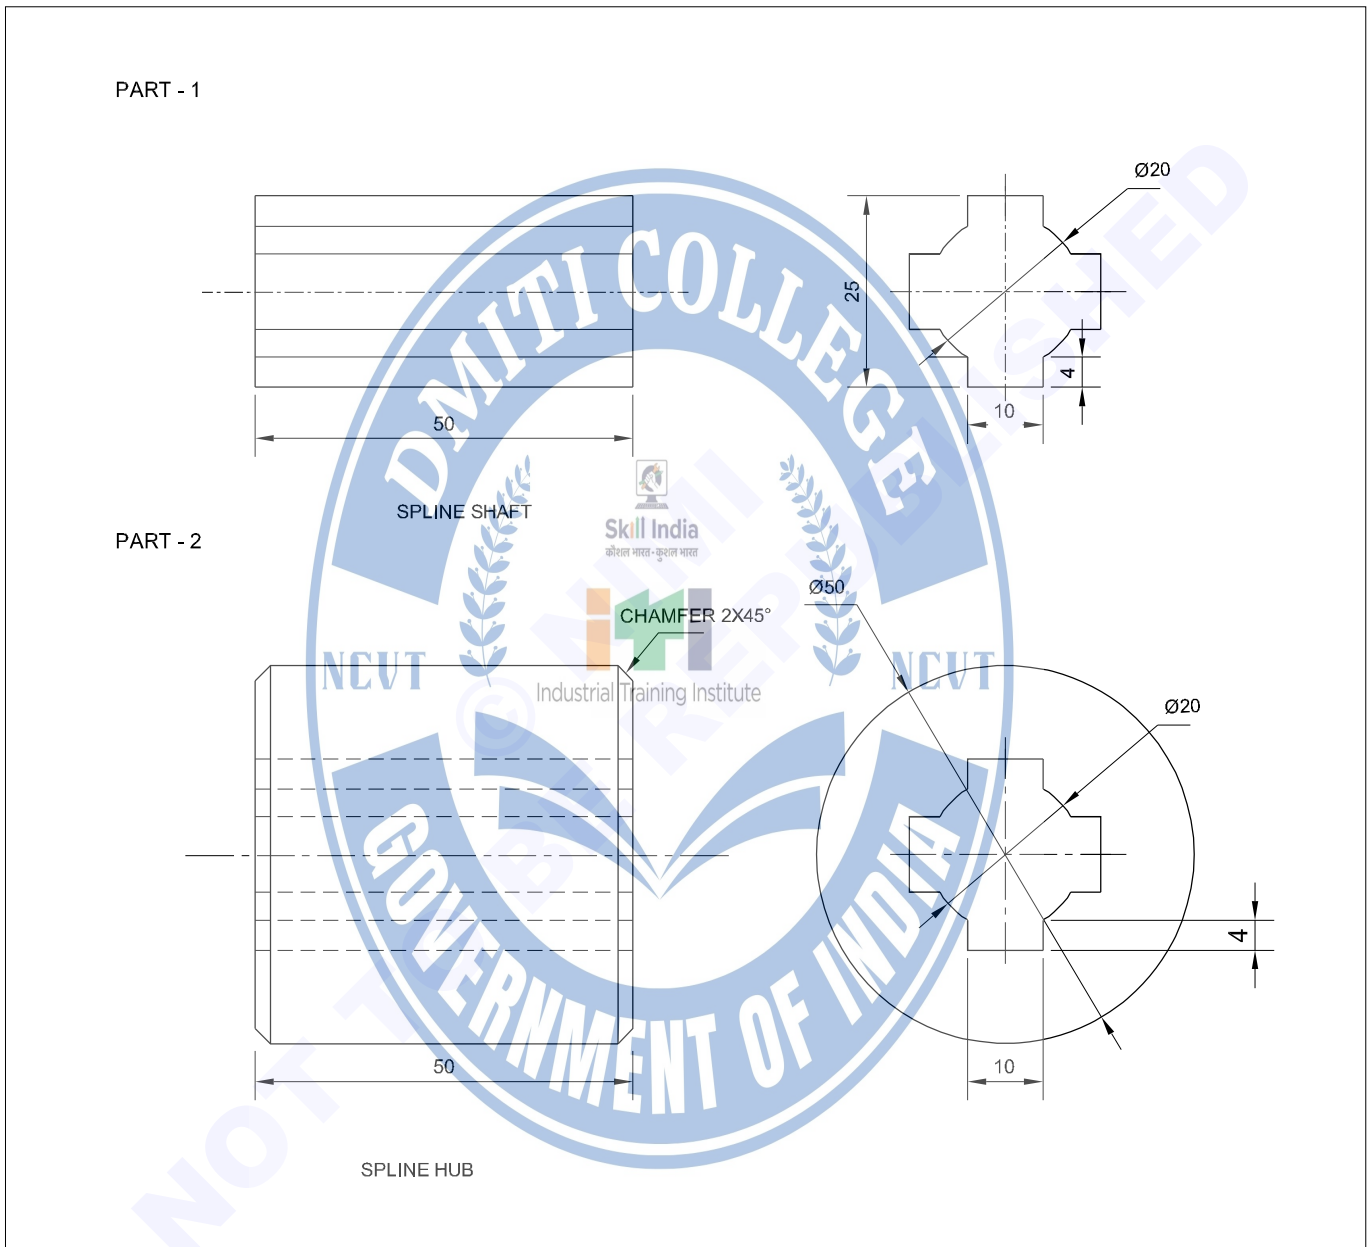 PART - 1
Ø20
25
4
10
50
SPLINE SHAFT
PART - 2
DMITI COLLEGE
Skill India
कौशल भारत-कुशल भारत
iTI
Industrial Training Institute
NCVT
NCVT
CHAMFER 2X45°
Ø50
Ø20
4
10
50
GOVERNMENT OF INDIA
SPLINE HUB
© NIMI
NOT TO BE REPUBLISHED